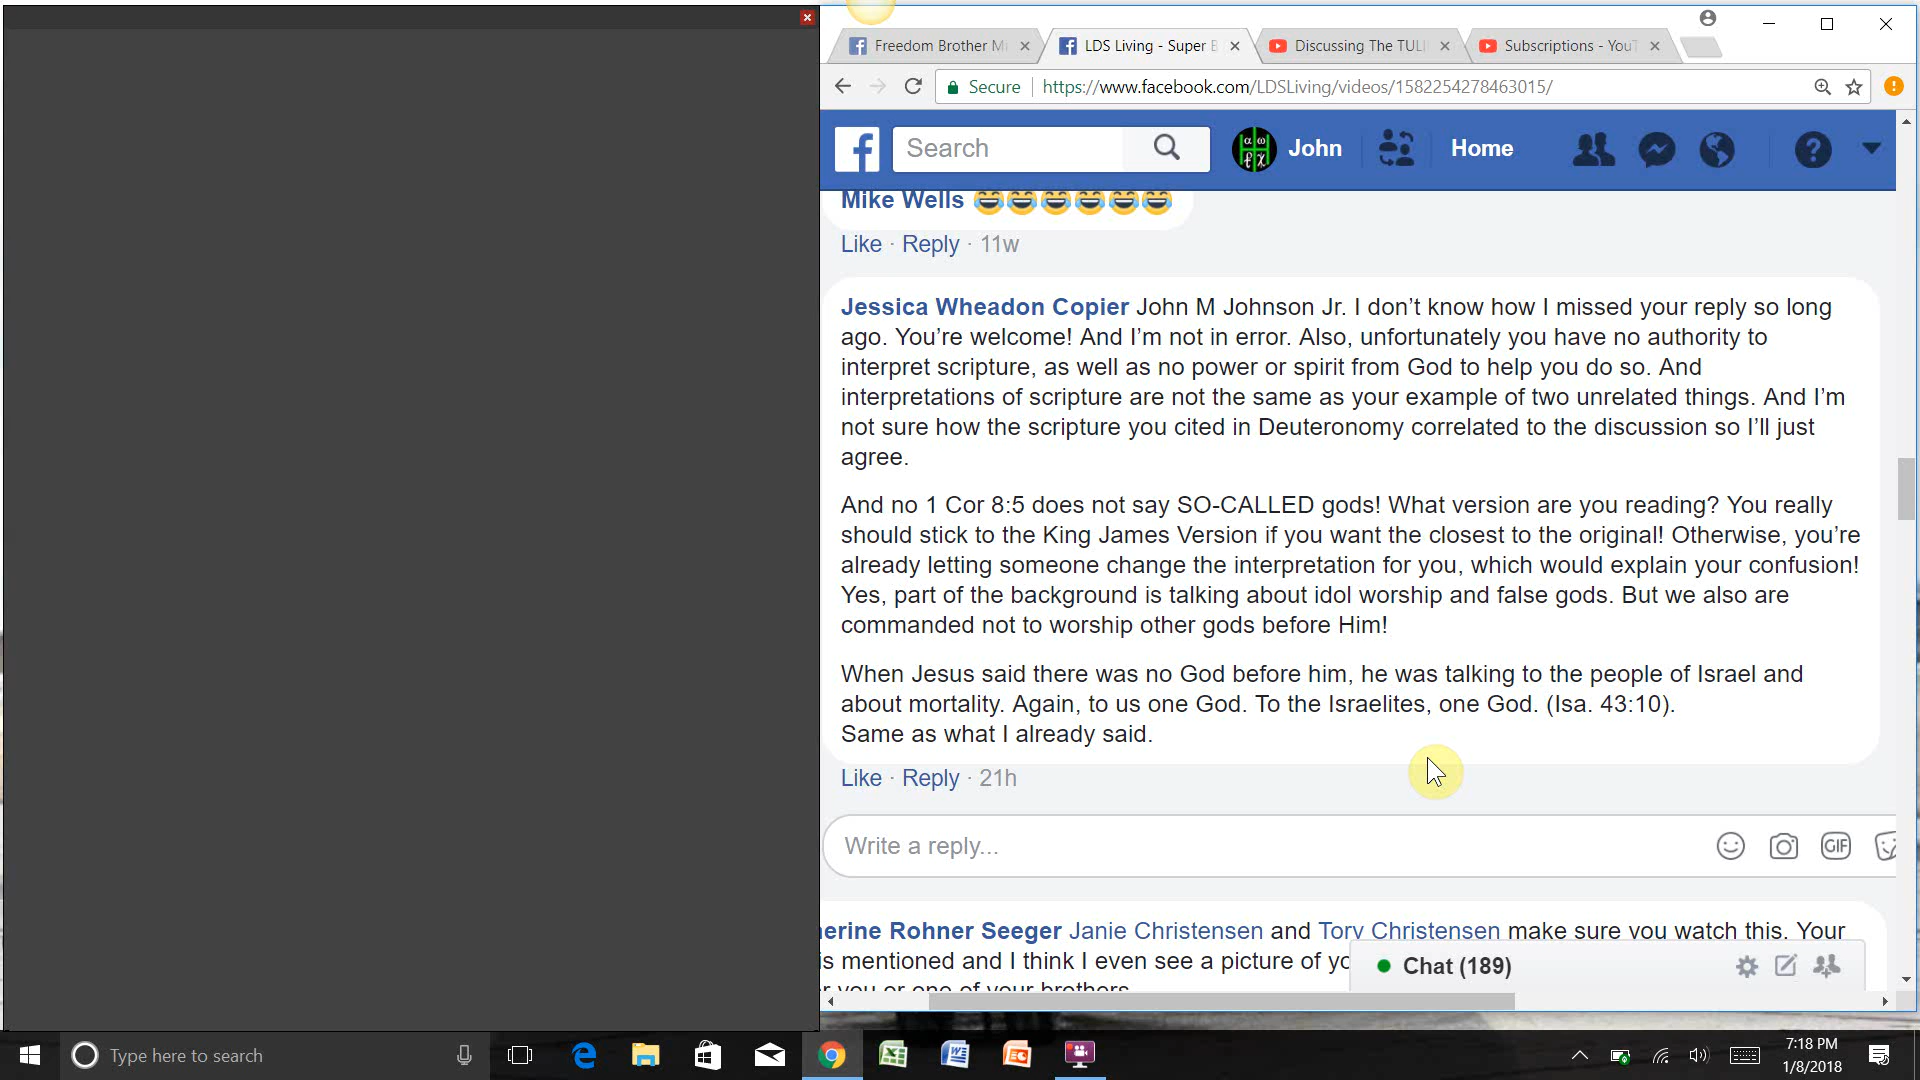 Freedom Brother Mi
LDS Living - Super B
Discussing The TULI
Subscriptions - YouT
Secure
https://www.facebook.com/LDSLiving/videos/1582254278463015/
Search
John
Home
Mike Wells 😂😂😂😂😂😂
Like · Reply · 11w
Jessica Wheadon Copier John M Johnson Jr. I don’t know how I missed your reply so long
ago. You’re welcome! And I’m not in error. Also, unfortunately you have no authority to
interpret scripture, as well as no power or spirit from God to help you do so. And
interpretations of scripture are not the same as your example of two unrelated things. And I’m
not sure how the scripture you cited in Deuteronomy correlated to the discussion so I’ll just
agree.
And no 1 Cor 8:5 does not say SO-CALLED gods! What version are you reading? You really
should stick to the King James Version if you want the closest to the original! Otherwise, you’re
already letting someone change the interpretation for you, which would explain your confusion!
Yes, part of the background is talking about idol worship and false gods. But we also are
commanded not to worship other gods before Him!
When Jesus said there was no God before him, he was talking to the people of Israel and
about mortality. Again, to us one God. To the Israelites, one God. (Isa. 43:10).
Same as what I already said.
Like · Reply · 21h
Write a reply...
GIF
erine Rohner Seeger Janie Christensen and Tory Christensen make sure you watch this. Your
is mentioned and I think I even see a picture of yo
r you or one of your brothers
Chat (189)
Type here to search
7:18 PM
1/8/2018